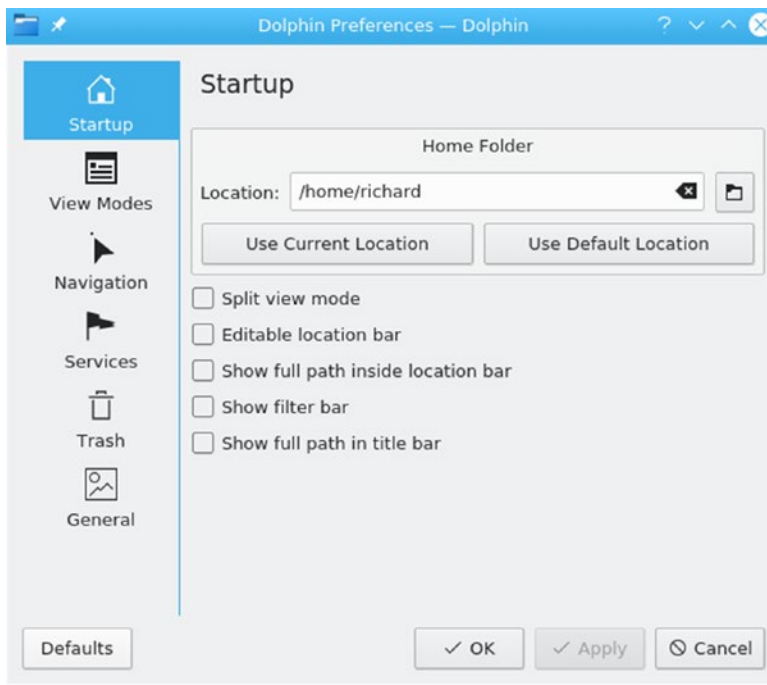 Dolphin Preferences — Dolphin
Startup
View Modes
Navigation
Services
Trash
General
Startup
Home Folder
Location: /home/richard
Use Current Location Use Default Location
Split view mode
Editable location bar
Show full path inside location bar
Show filter bar
Show full path in title bar
Defaults OK Apply Cancel